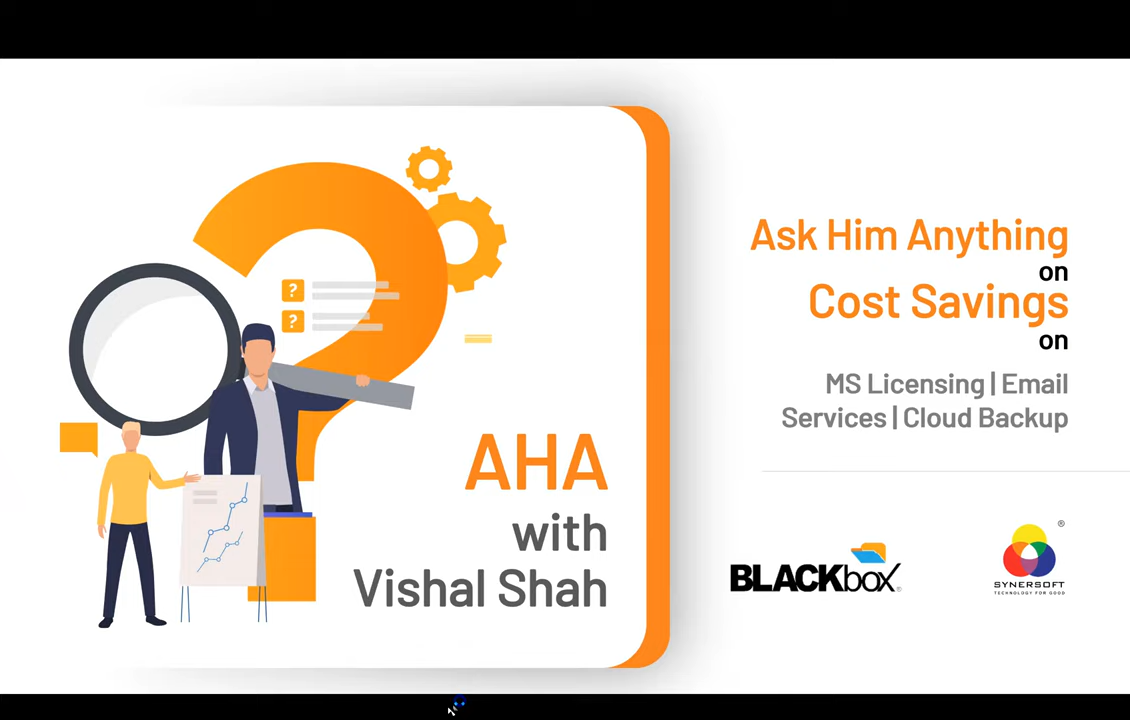 ?
?
AHA
with
Vishal Shah
Ask Him Anything
on
Cost Savings
on
MS Licensing | Email
Services | Cloud Backup
BLACKbox®
®
SYNERSOFT
TECHNOLOGY FOR GOOD